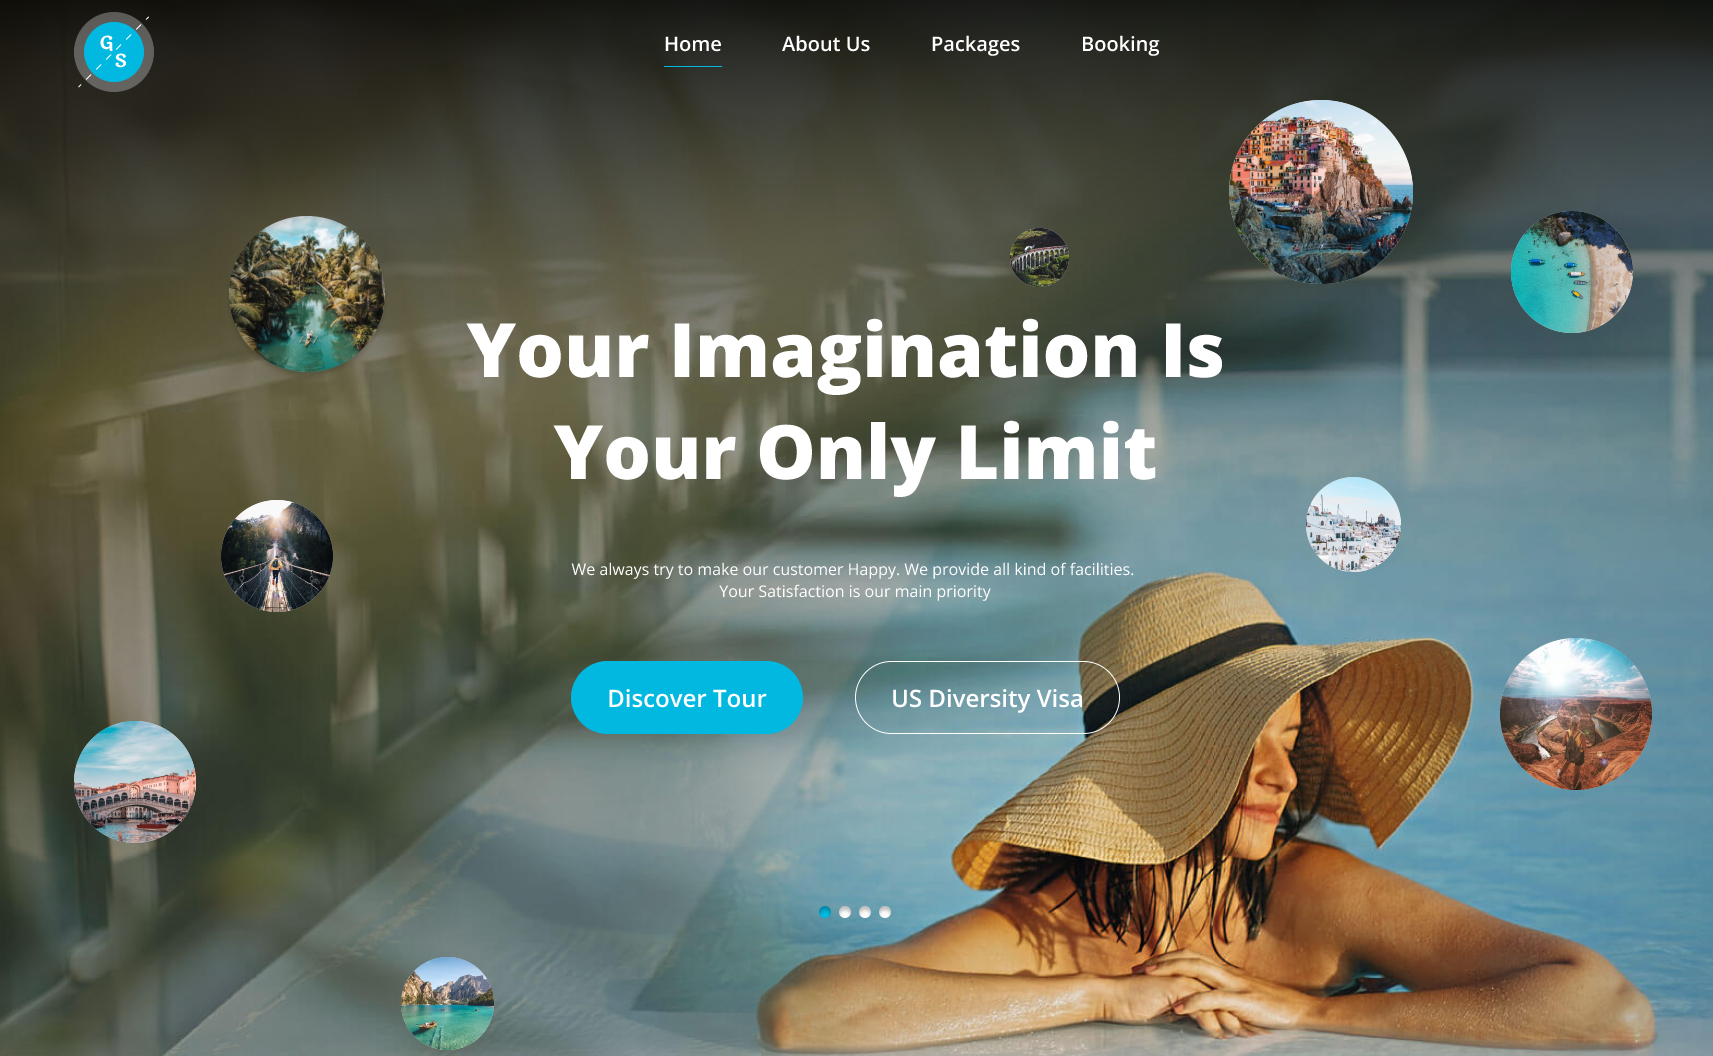 G
S
Home
About Us
Packages
Booking
Your Imagination Is
Your Only Limit
We always try to make our customer Happy. We provide all kind of facilities.
Your Satisfaction is our main priority
Discover Tour
US Diversity Visa